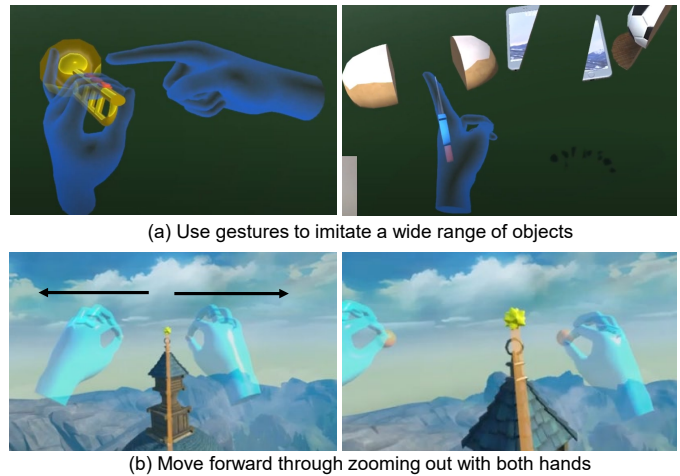 (a) Use gestures to imitate a wide range of objects
(b) Move forward through zooming out with both hands